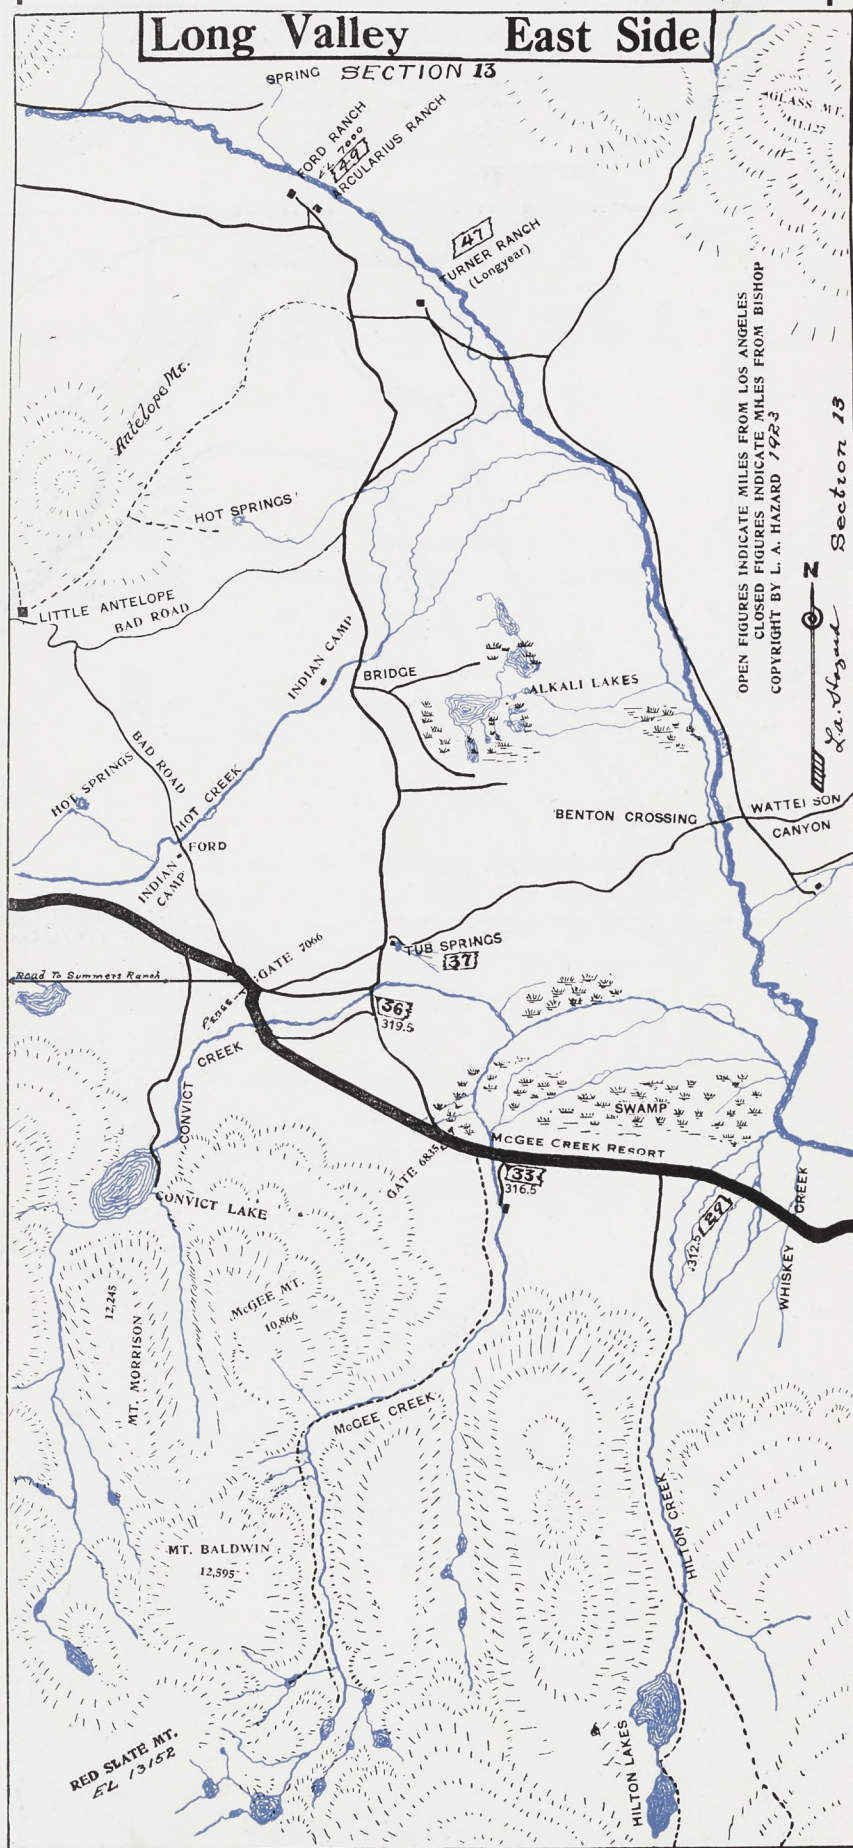 Long Valley East Side
SPRING SECTION 13
GLASS MT.
11,127
FORD RANCH
EL 7000
49
ARCULARIUS RANCH
47
TURNER RANCH
(Longyear)
OPEN FIGURES INDICATE MILES FROM LOS ANGELES
CLOSED FIGURES INDICATE MILES FROM BISHOP
COPYRIGHT BY L. A. HAZARD 1923
Section 13
L.A. Hazard
N
Antelope Mt.
HOT SPRINGS
LITTLE ANTELOPE
BAD ROAD
INDIAN CAMP
BRIDGE
ALKALI LAKES
BAD ROAD
HOT SPRINGS
HOT CREEK
FORD
INDIAN
CAMP
BENTON CROSSING
WATTERSON
CANYON
GATE 7066
TUB SPRINGS
37
Road To Summers Ranch
36
319.5
CONVICT CREEK
SWAMP
McGEE CREEK RESORT
GATE 6835
33
316.5
CONVICT LAKE
312.5 29
WHISKEY CREEK
12,245
MT. MORRISON
McGEE MT.
10,866
McGEE CREEK
HILTON CREEK
MT. BALDWIN
12,595
RED SLATE MT.
EL 13152
HILTON LAKES